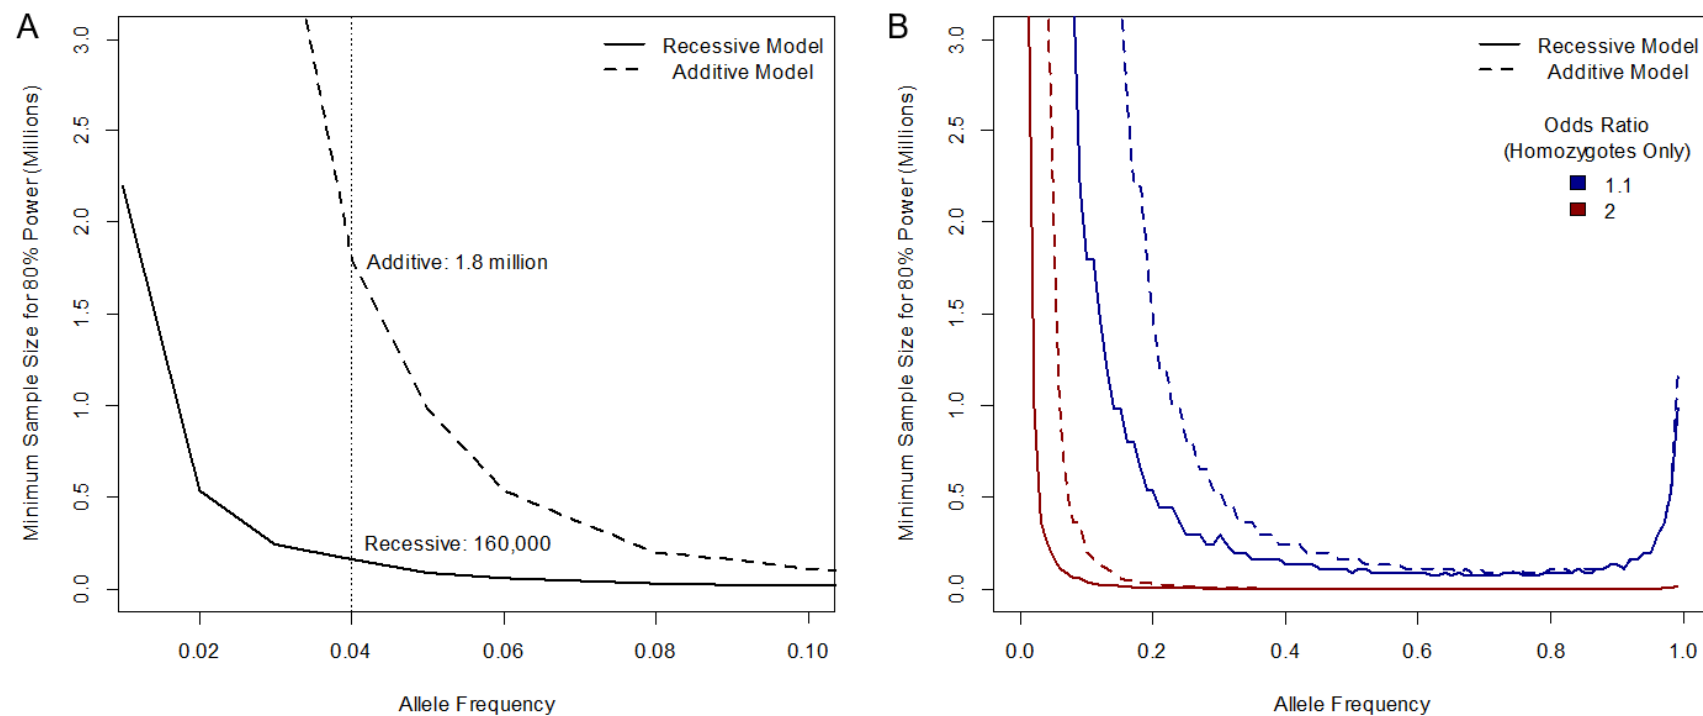 A
Minimum Sample Size for 80% Power (Millions)
3.0
2.5
2.0
1.5
1.0
0.5
0.0
Recessive Model
Additive Model
Additive: 1.8 million
Recessive: 160,000
0.02
0.04
0.06
0.08
0.10
Allele Frequency
B
Minimum Sample Size for 80% Power (Millions)
3.0
2.5
2.0
1.5
1.0
0.5
0.0
Recessive Model
Additive Model
Odds Ratio
(Homozygotes Only)
1.1
2
0.0
0.2
0.4
0.6
0.8
1.0
Allele Frequency